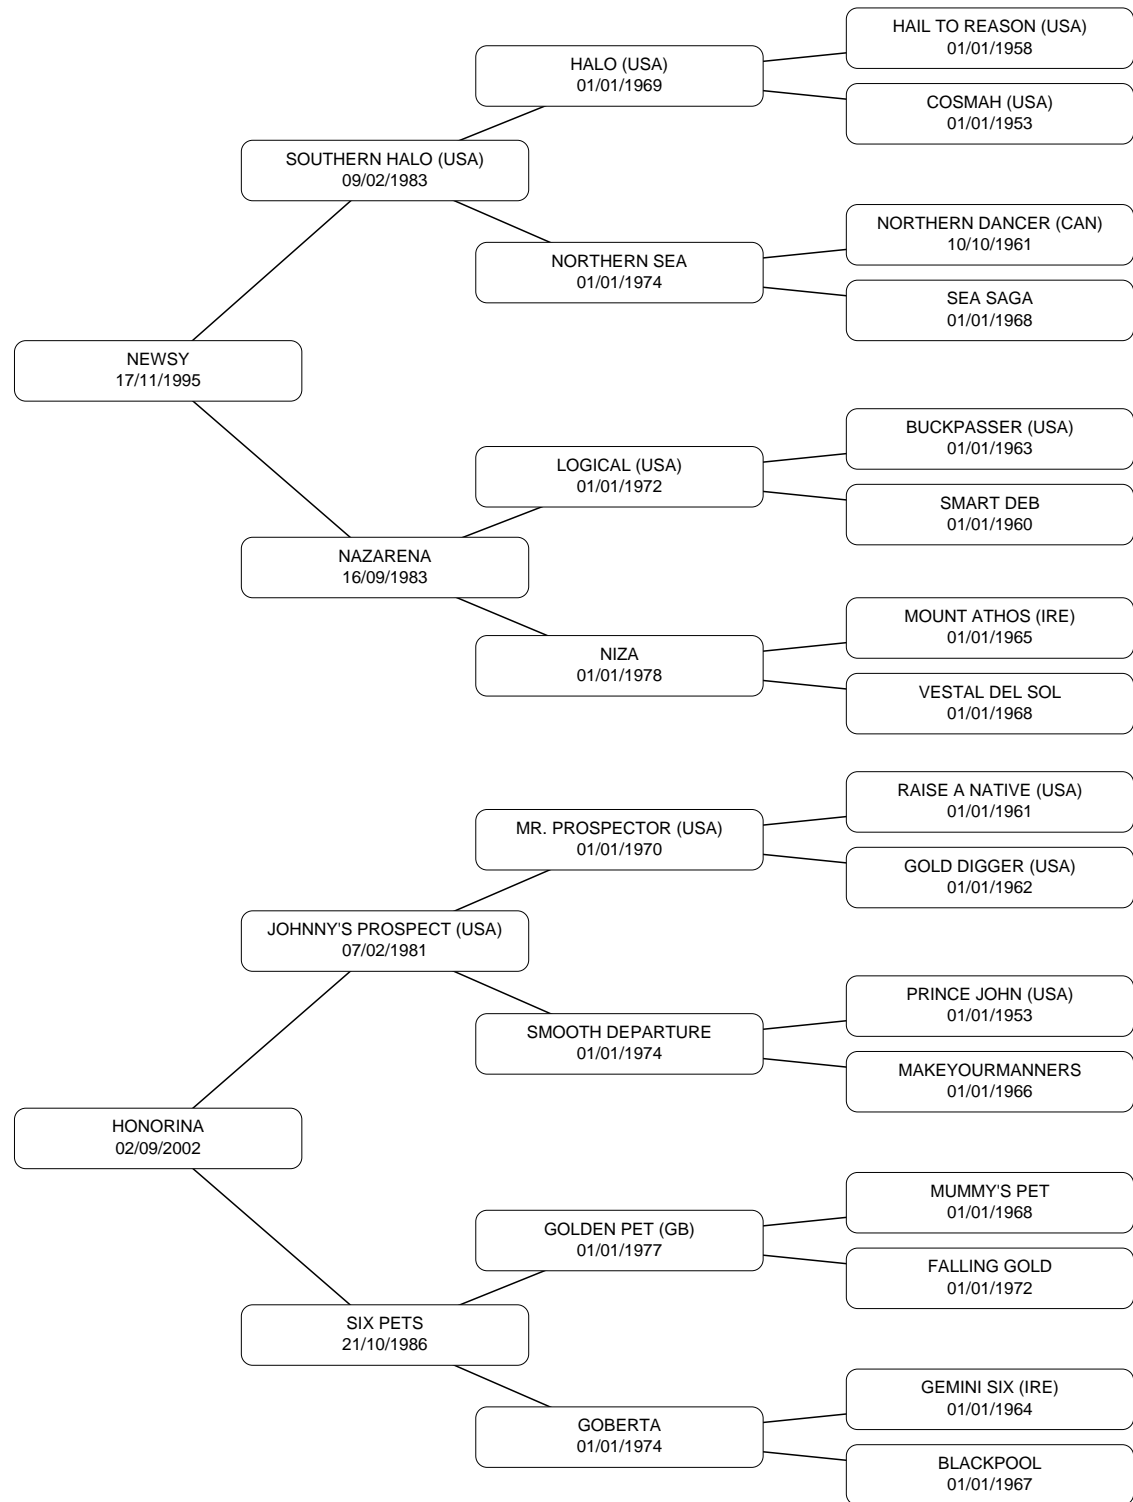 HAIL TO REASON (USA)
01/01/1958
HALO (USA)
01/01/1969
COSMAH (USA)
01/01/1953
SOUTHERN HALO (USA)
09/02/1983
NORTHERN DANCER (CAN)
10/10/1961
NORTHERN SEA
01/01/1974
SEA SAGA
01/01/1968
NEWSY
17/11/1995
BUCKPASSER (USA)
01/01/1963
LOGICAL (USA)
01/01/1972
SMART DEB
01/01/1960
NAZARENA
16/09/1983
MOUNT ATHOS (IRE)
01/01/1965
NIZA
01/01/1978
VESTAL DEL SOL
01/01/1968
RAISE A NATIVE (USA)
01/01/1961
MR. PROSPECTOR (USA)
01/01/1970
GOLD DIGGER (USA)
01/01/1962
JOHNNY'S PROSPECT (USA)
07/02/1981
PRINCE JOHN (USA)
01/01/1953
SMOOTH DEPARTURE
01/01/1974
MAKEYOURMANNERS
01/01/1966
HONORINA
02/09/2002
MUMMY'S PET
01/01/1968
GOLDEN PET (GB)
01/01/1977
FALLING GOLD
01/01/1972
SIX PETS
21/10/1986
GEMINI SIX (IRE)
01/01/1964
GOBERTA
01/01/1974
BLACKPOOL
01/01/1967